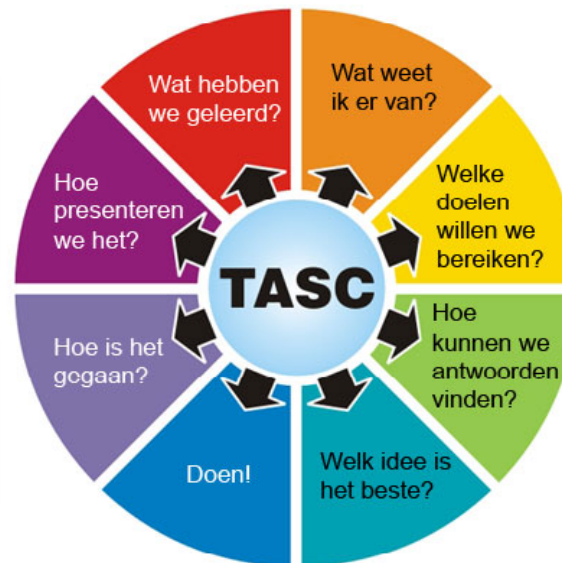 Wat weet
ik er van?
Welke
doelen
willen we
bereiken?
Hoe
kunnen we
antwoorden
vinden?
Welk idee is
het beste?
Doen!
Hoe is het
gegaan?
Hoe
presenteren
we het?
Wat hebben
we geleerd?
TASC